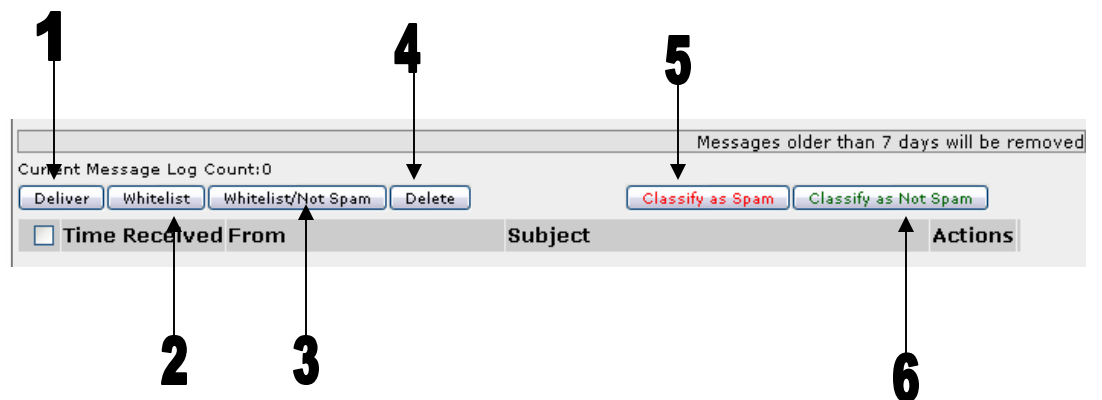 1 4 5
Messages older than 7 days will be removed
Current Message Log Count:0
Deliver Whitelist Whitelist/Not Spam Delete Classify as Spam Classify as Not Spam
Time Received From Subject Actions
2 3 6